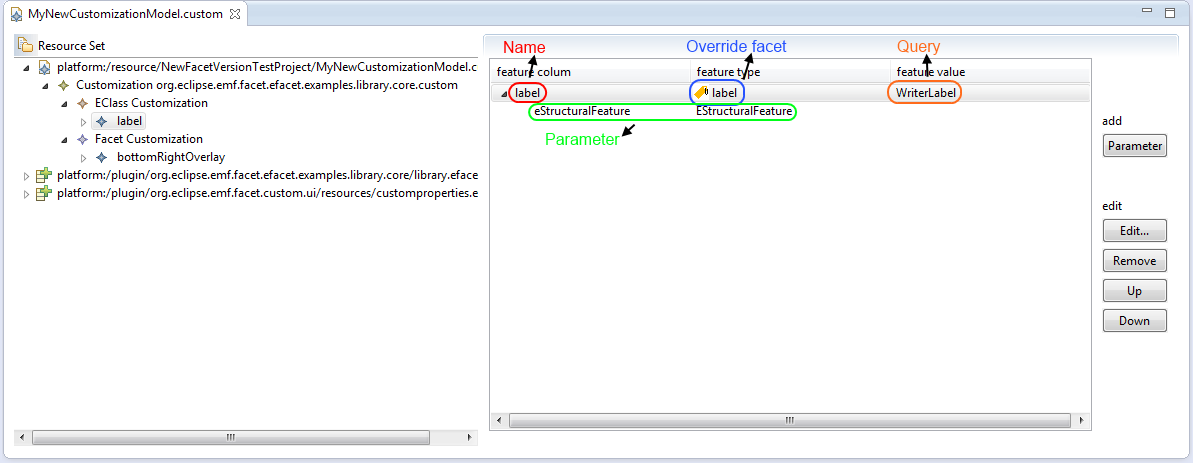 MyNewCustomizationModel.custom
Resource Set
platform:/resource/NewFacetVersionTestProject/MyNewCustomizationModel.c
Customization org.eclipse.emf.facet.efacet.examples.library.core.custom
EClass Customization
label
Facet Customization
bottomRightOverlay
platform:/plugin/org.eclipse.emf.facet.efacet.examples.library.core/library.eface
platform:/plugin/org.eclipse.emf.facet.custom.ui/resources/customproperties.e
Name Override facet Query
feature colum feature type feature value
label label WriterLabel
eStructuralFeature EStructuralFeature
Parameter
add
Parameter
edit
Edit...
Remove
Up
Down